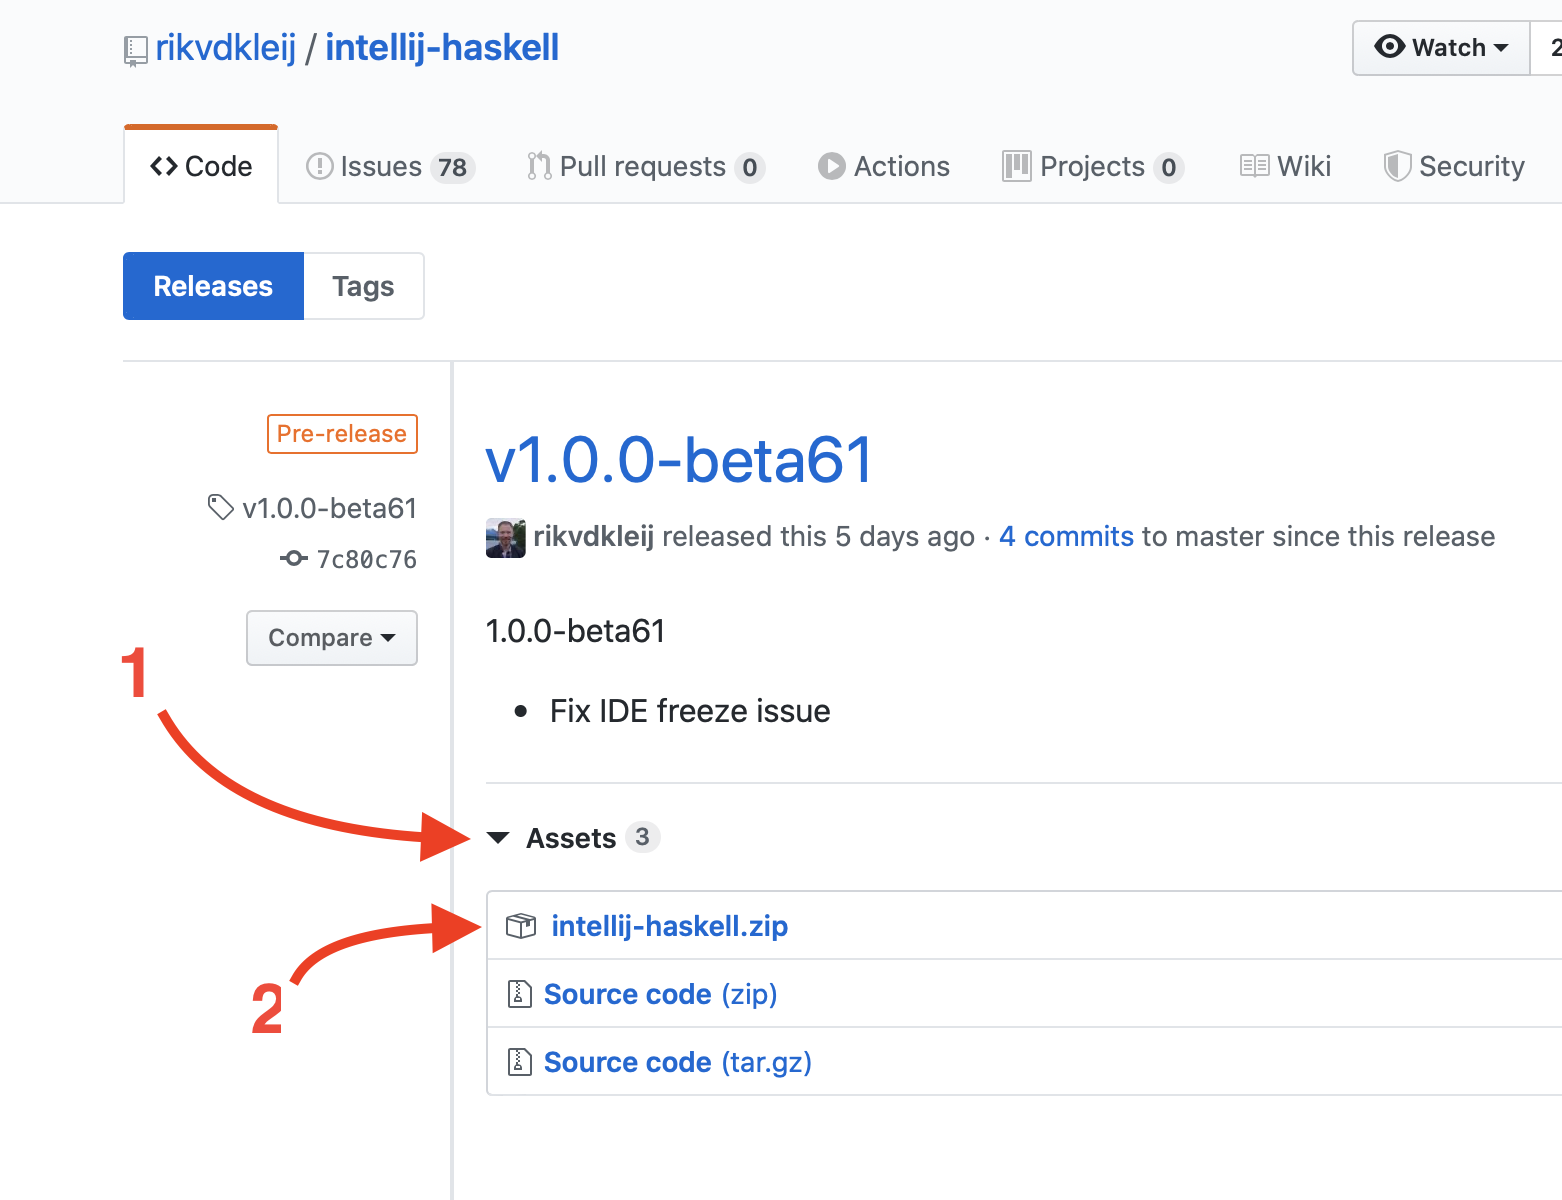 rikvdkleij / intellij-haskell
Watch 2
Code Issues 78 Pull requests 0 Actions Projects 0 Wiki Security
Releases Tags
Pre-release
v1.0.0-beta61
7c80c76
Compare
v1.0.0-beta61
rikvdkleij released this 5 days ago · 4 commits to master since this release
1.0.0-beta61
• Fix IDE freeze issue
1
Assets 3
2
intellij-haskell.zip
Source code (zip)
Source code (tar.gz)